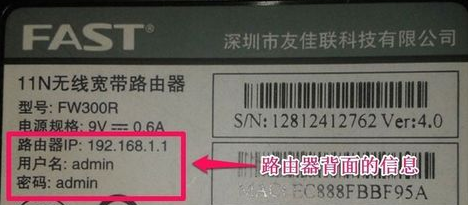 FAST®
深圳市友佳联科技有限公司
11N无线宽带路由器
型号: FW300R
电源规格: 9V⎓0.6A
S/N: 12812412762 Ver:4.0
路由器IP: 192.168.1.1
用户名: admin
密码: admin
路由器背面的信息
MAC: EC888FBBF95A